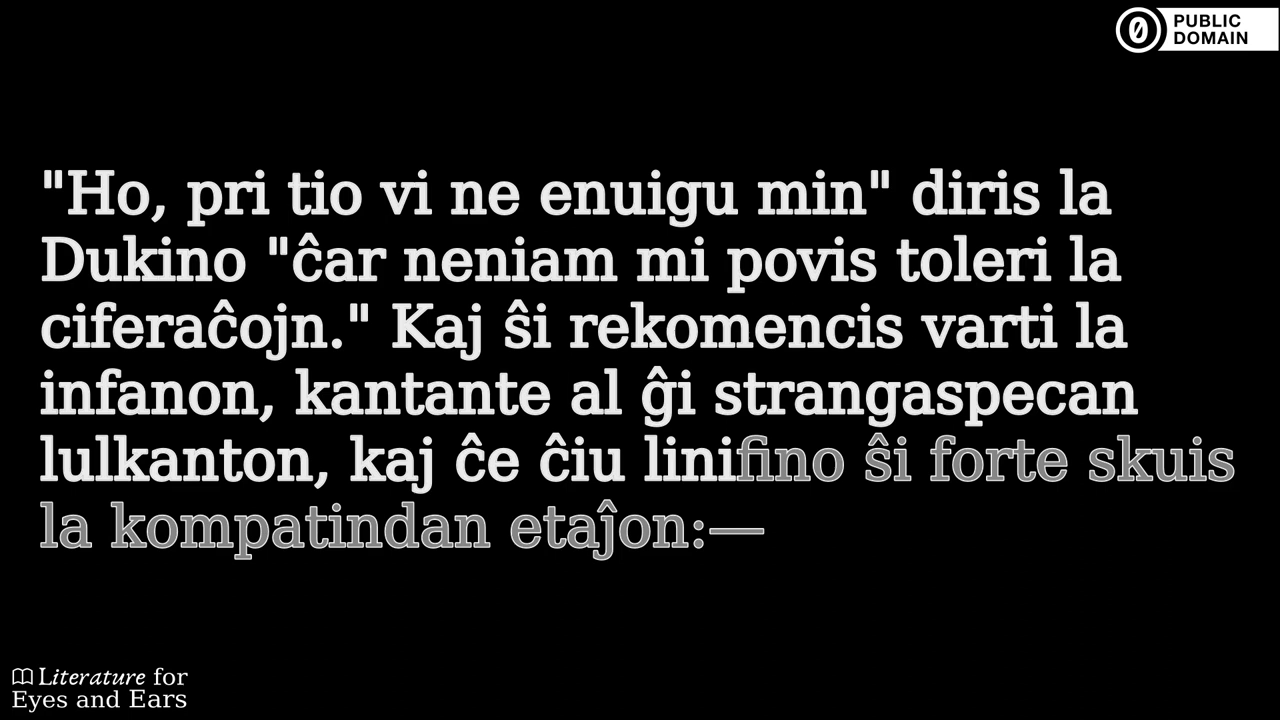 PUBLIC
DOMAIN
"Ho, pri tio vi ne enuigu min" diris la
Dukino "ĉar neniam mi povis toleri la
ciferaĉojn." Kaj ŝi rekomencis varti la
infanon, kantante al ĝi strangaspecan
lulkanton, kaj ĉe ĉiu linifino ŝi forte skuis
la kompatindan etaĵon:—
Literature for
Eyes and Ears